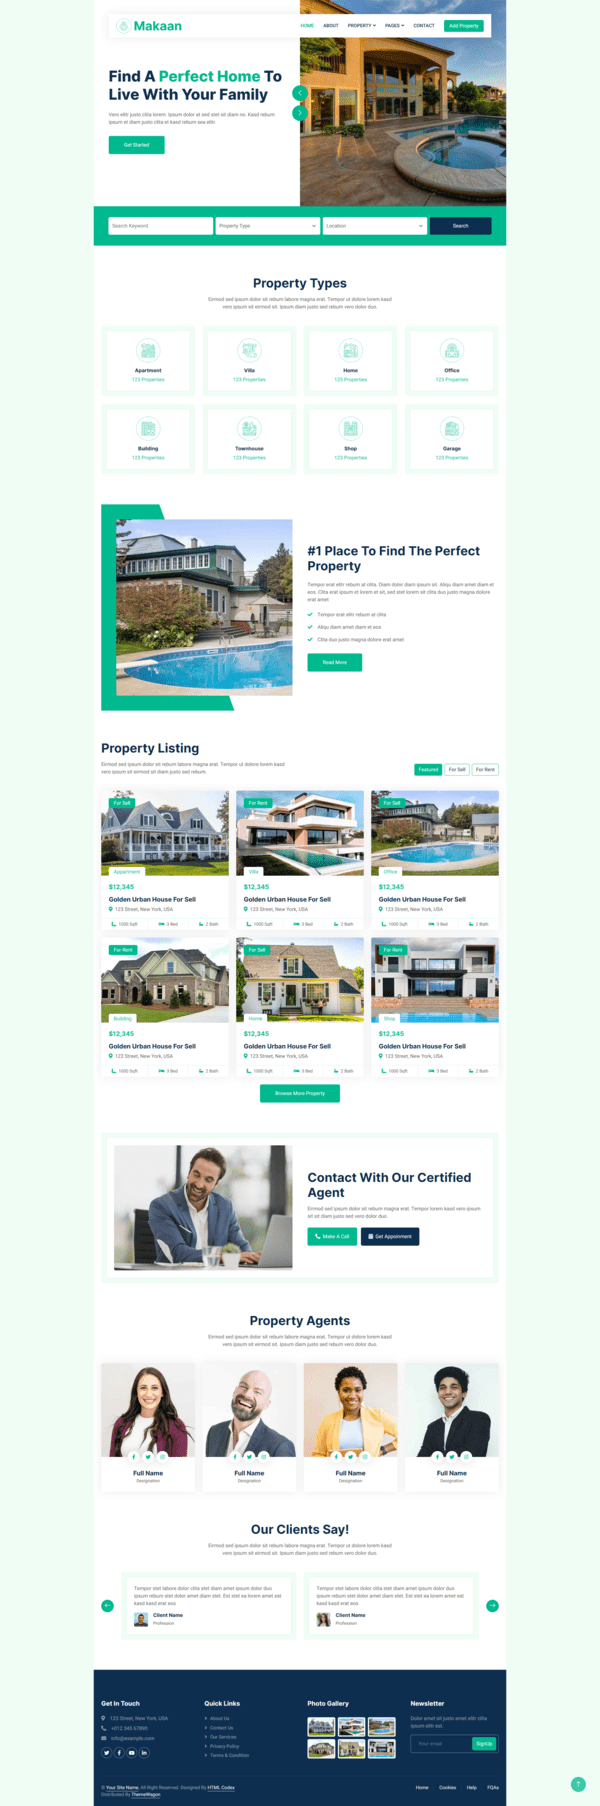 Makaan
HOME
ABOUT
PROPERTY
PAGES
CONTACT
Add Property
Find A Perfect Home To
Live With Your Family
Vero elitr justo clita lorem. Ipsum dolor at sed stet sit diam no. Kasd rebum
ipsum et diam justo clita et kasd rebum sea elitr.
Get Started
Search Keyword
Property Type
Location
Search
Property Types
Eirmod sed ipsum dolor sit rebum labore magna erat. Tempor ut dolore lorem kasd
vero ipsum sit eirmod sit. Ipsum diam justo sed rebum vero dolor duo.
Apartment
123 Properties
Villa
123 Properties
Home
123 Properties
Office
123 Properties
Building
123 Properties
Townhouse
123 Properties
Shop
123 Properties
Garage
123 Properties
#1 Place To Find The Perfect
Property
Tempor erat elitr rebum at clita. Diam dolor diam ipsum sit. Aliqu diam amet diam et
eos. Clita erat ipsum et lorem et sit, sed stet lorem sit clita duo justo magna dolore
erat amet
Tempor erat elitr rebum at clita
Aliqu diam amet diam et eos
Clita duo justo magna dolore erat amet
Read More
Property Listing
Eirmod sed ipsum dolor sit rebum labore magna erat. Tempor ut dolore lorem kasd
vero ipsum sit eirmod sit diam justo sed rebum.
Featured
For Sell
For Rent
For Sell
Appartment
$12,345
Golden Urban House For Sell
123 Street, New York, USA
1000 Sqft
3 Bed
2 Bath
For Rent
Villa
$12,345
Golden Urban House For Sell
123 Street, New York, USA
1000 Sqft
3 Bed
2 Bath
For Sell
Office
$12,345
Golden Urban House For Sell
123 Street, New York, USA
1000 Sqft
3 Bed
2 Bath
For Rent
Building
$12,345
Golden Urban House For Sell
123 Street, New York, USA
1000 Sqft
3 Bed
2 Bath
For Sell
Home
$12,345
Golden Urban House For Sell
123 Street, New York, USA
1000 Sqft
3 Bed
2 Bath
For Rent
Shop
$12,345
Golden Urban House For Sell
123 Street, New York, USA
1000 Sqft
3 Bed
2 Bath
Browse More Property
Contact With Our Certified
Agent
Eirmod sed ipsum dolor sit rebum magna erat. Tempor lorem kasd vero ipsum
sit sit diam justo sed vero dolor duo.
Make A Call
Get Appoinment
Property Agents
Eirmod sed ipsum dolor sit rebum labore magna erat. Tempor ut dolore lorem kasd
vero ipsum sit eirmod sit. Ipsum diam justo sed rebum vero dolor duo.
Full Name
Designation
Full Name
Designation
Full Name
Designation
Full Name
Designation
Our Clients Say!
Eirmod sed ipsum dolor sit rebum labore magna erat. Tempor ut dolore lorem kasd
vero ipsum sit eirmod sit. Ipsum diam justo sed rebum vero dolor duo.
Tempor stet labore dolor clita stet diam amet ipsum dolor duo
ipsum rebum stet dolor amet diam stet. Est stet ea lorem amet est
kasd kasd erat eos
Client Name
Profession
Tempor stet labore dolor clita stet diam amet ipsum dolor duo
ipsum rebum stet dolor amet diam stet. Est stet ea lorem amet est
kasd kasd erat eos
Client Name
Profession
Get In Touch
123 Street, New York, USA
+012 345 67890
info@example.com
Quick Links
About Us
Contact Us
Our Services
Privacy Policy
Terms & Condition
Photo Gallery
Newsletter
Dolor amet sit justo amet elitr clita
ipsum elitr est.
Your email
SignUp
© Your Site Name, All Right Reserved. Designed By HTML Codex
Distributed By ThemeWagon
Home
Cookies
Help
FQAs